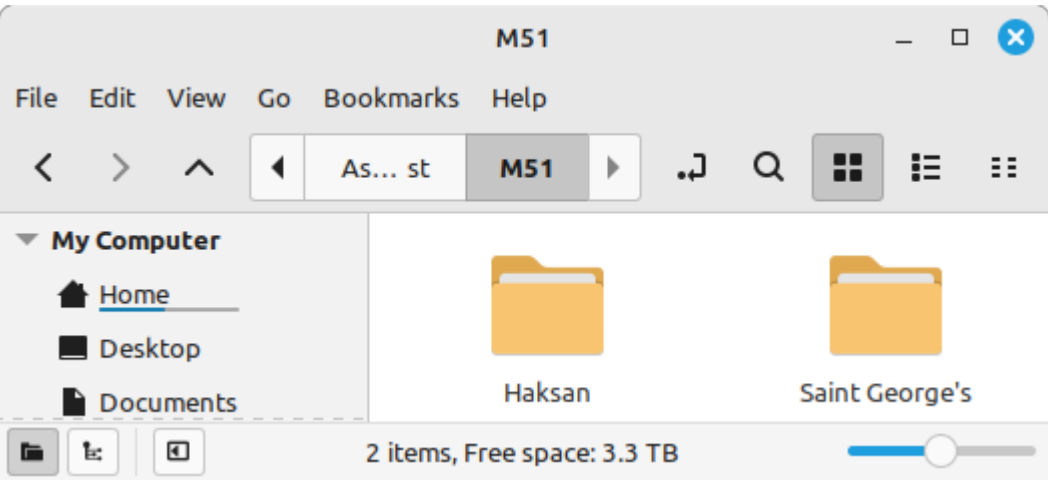 M51
File Edit View Go Bookmarks Help
As... st M51
My Computer
Home
Desktop
Documents
Haksan Saint George's
2 items, Free space: 3.3 TB